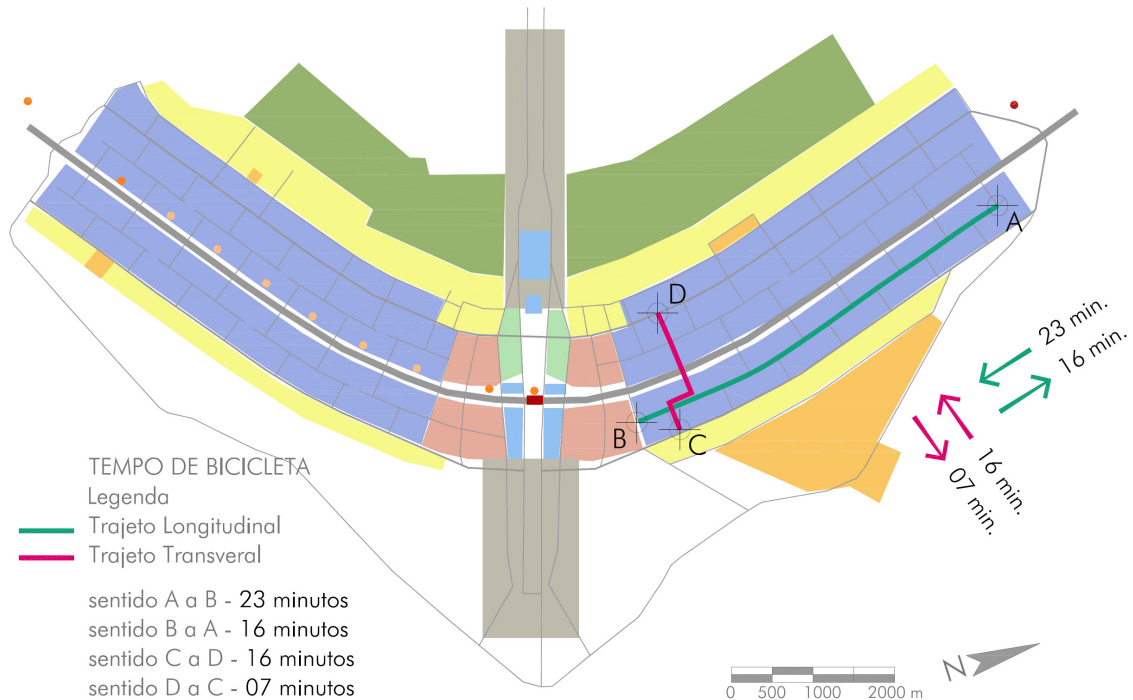 A
D
B
C
23 min.
16 min.
16 min.
07 min.
TEMPO DE BICICLETA
Legenda
Trajeto Longitudinal
Trajeto Transveral
sentido A a B - 23 minutos
sentido B a A - 16 minutos
sentido C a D - 16 minutos
sentido D a C - 07 minutos
N
0 500 1000 2000 m